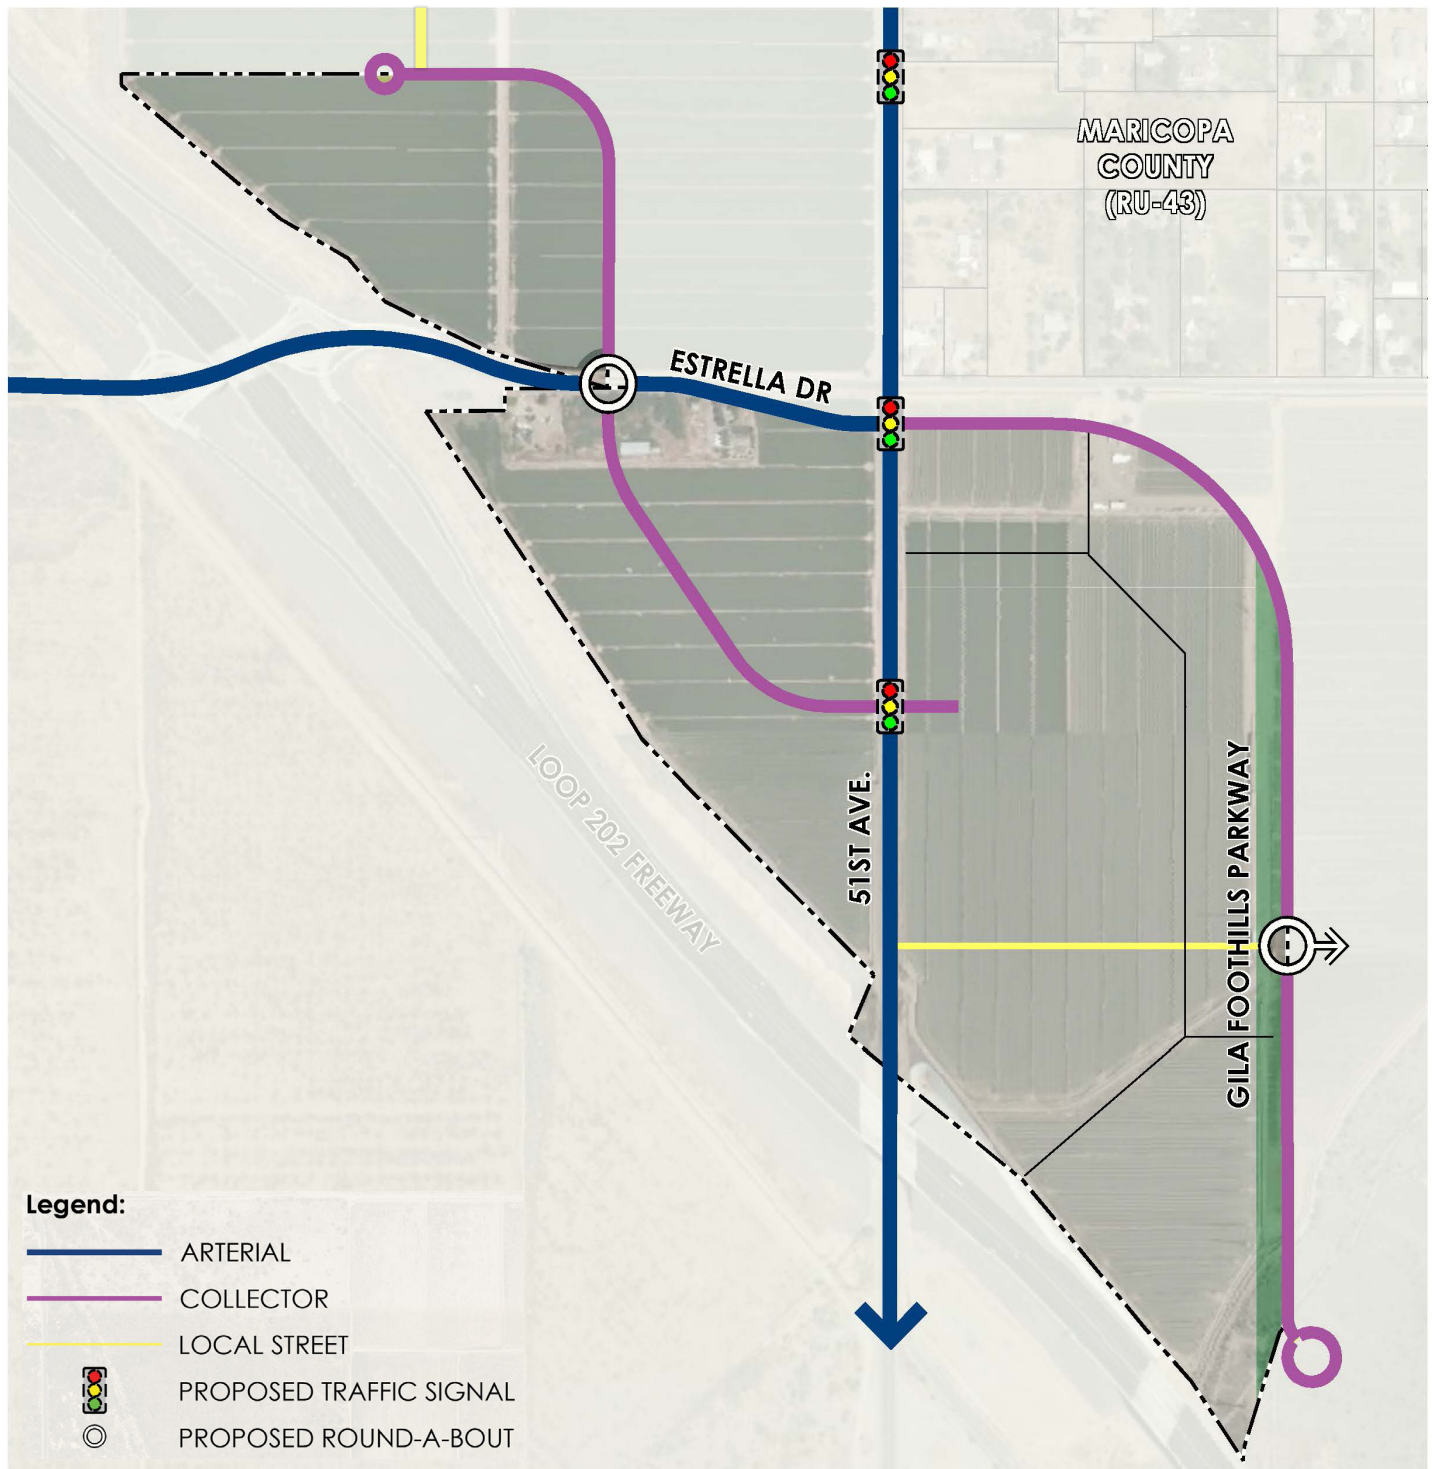 MARICOPA
COUNTY
(RU-43)
ESTRELLA DR
LOOP 202 FREEWAY
51ST AVE.
GILA FOOTHILLS PARKWAY
Legend:
ARTERIAL
COLLECTOR
LOCAL STREET
PROPOSED TRAFFIC SIGNAL
PROPOSED ROUND-A-BOUT